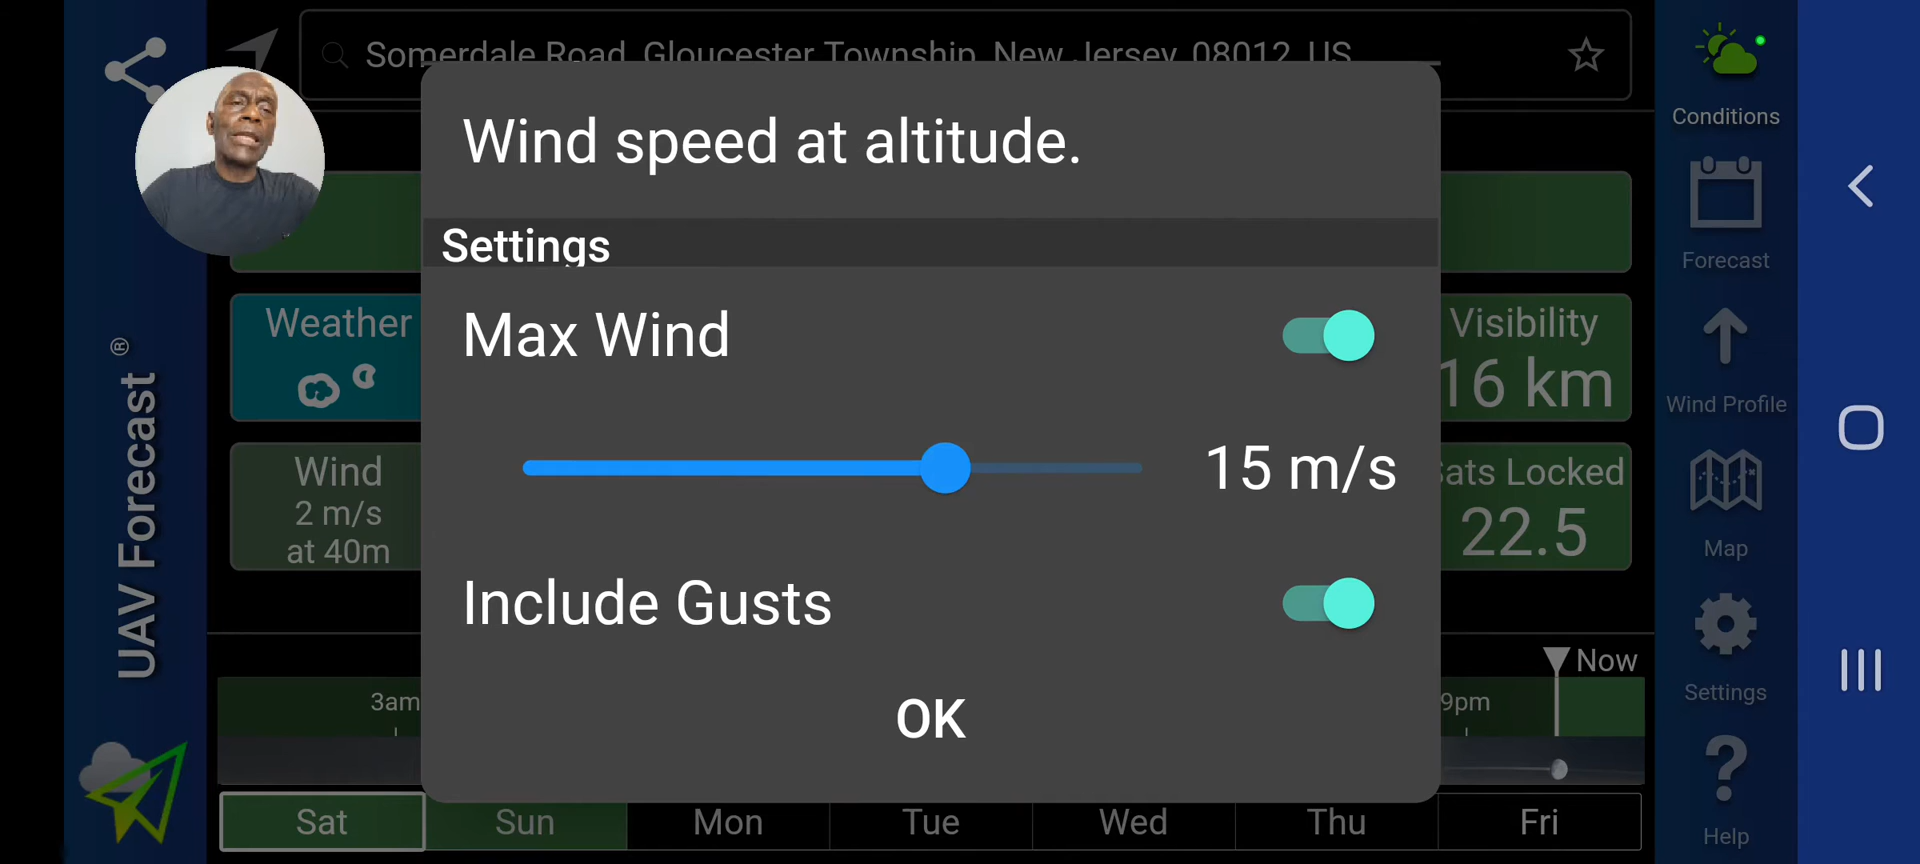 Somerdale Road, Gloucester Township, New Jersey, 08012, US
Wind speed at altitude.
Settings
Max Wind
15 m/s
Include Gusts
OK
UAV Forecast®
Weather
Wind
2 m/s
at 40m
Visibility
16 km
Sats Locked
22.5
3am
9pm
Now
Sat
Sun
Mon
Tue
Wed
Thu
Fri
Conditions
Forecast
Wind Profile
Map
Settings
Help